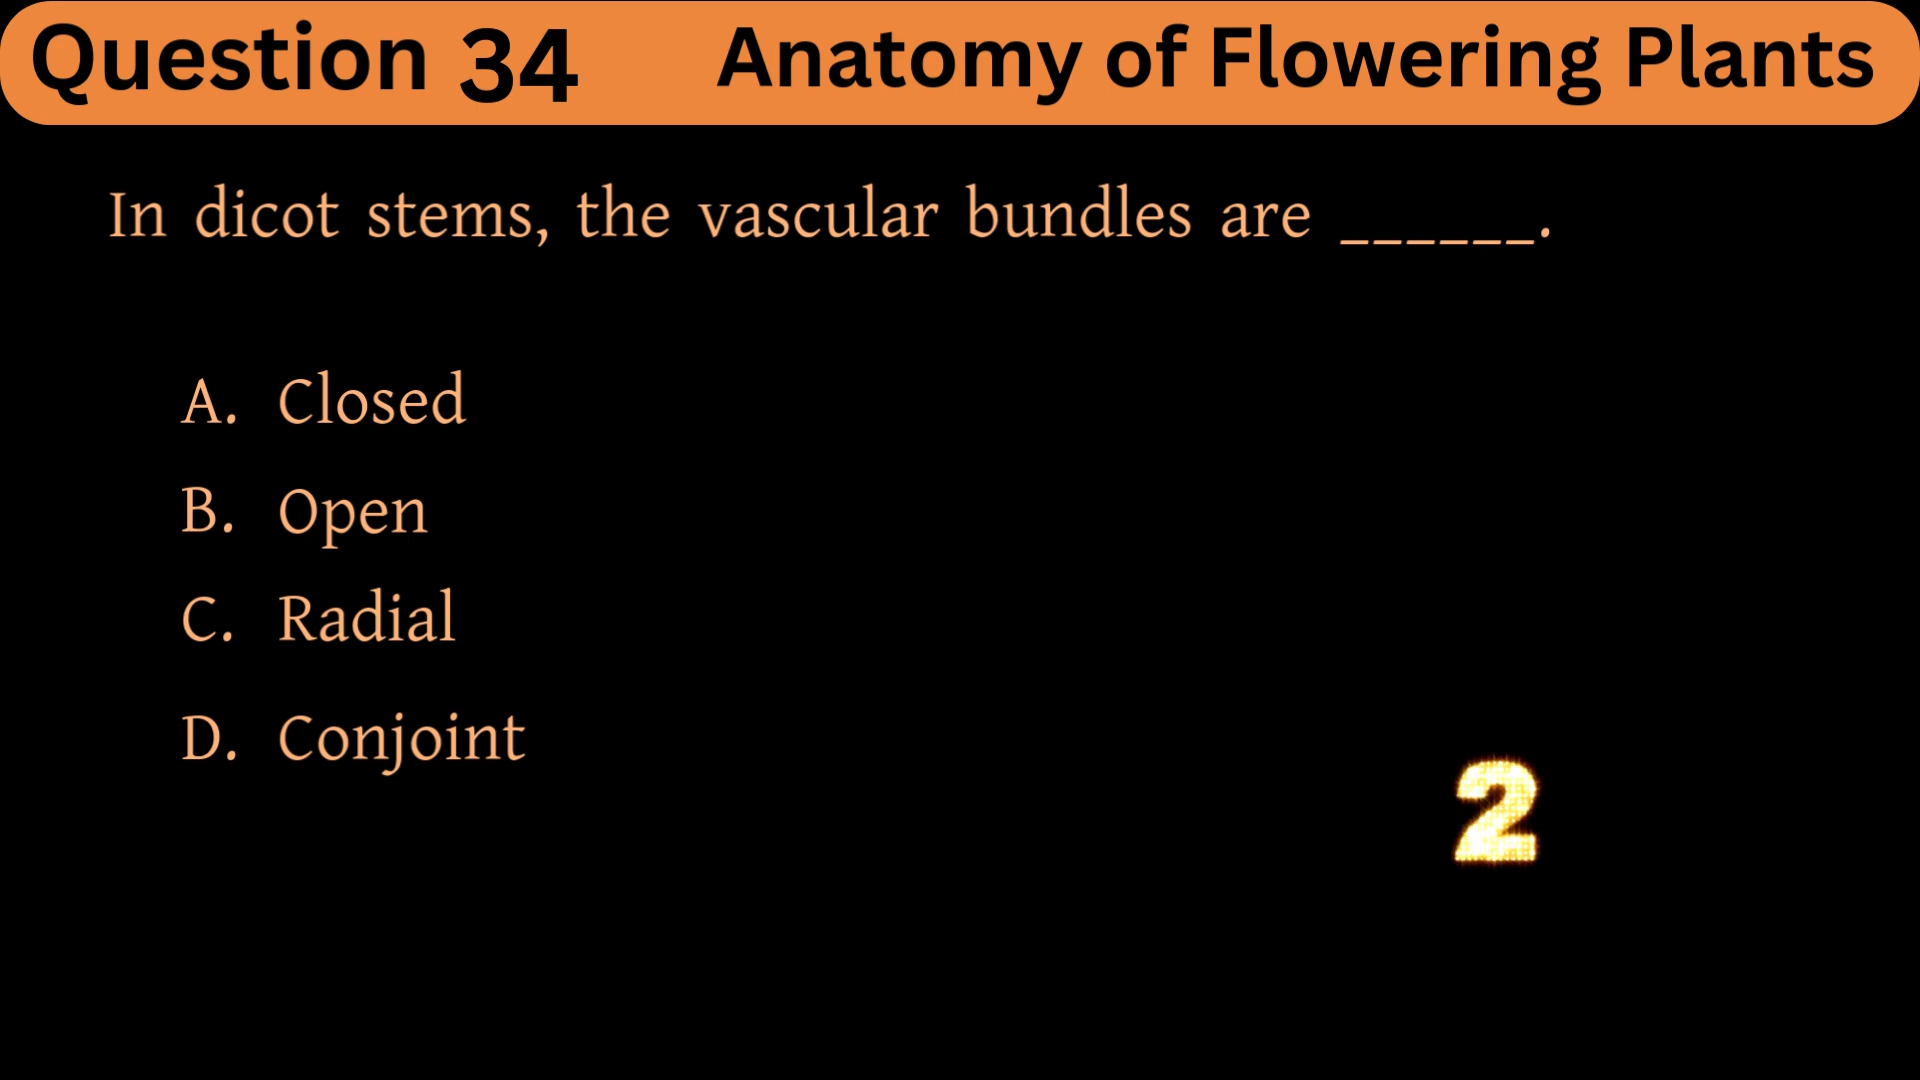 Question 34 Anatomy of Flowering Plants
In dicot stems, the vascular bundles are ______.
A. Closed
B. Open
C. Radial
D. Conjoint
2